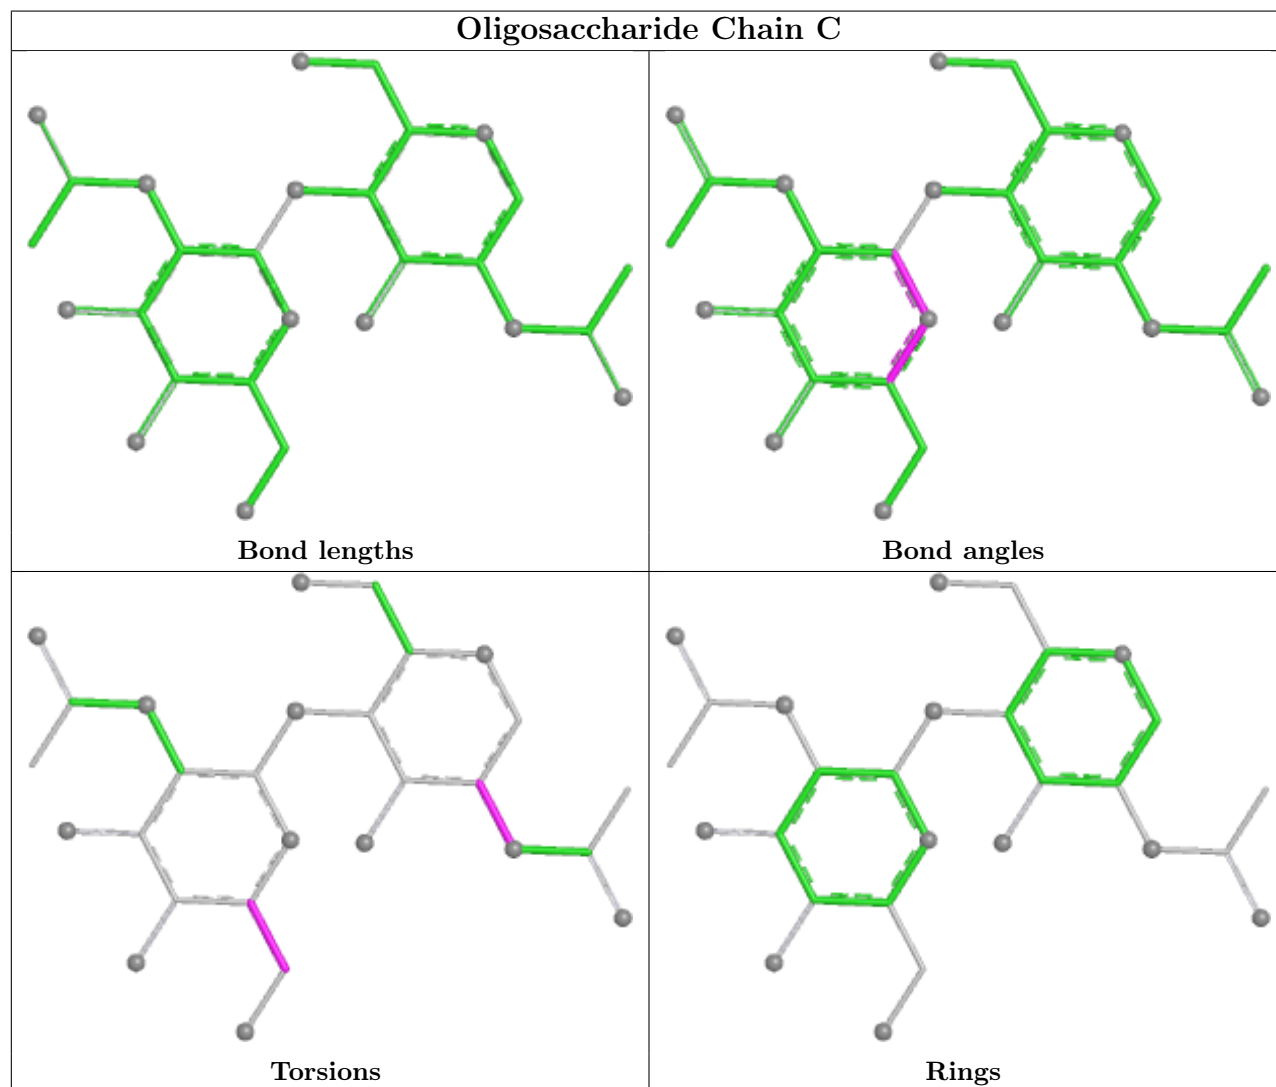 Oligosaccharide Chain C
Bond lengths
Bond angles
Torsions
Rings